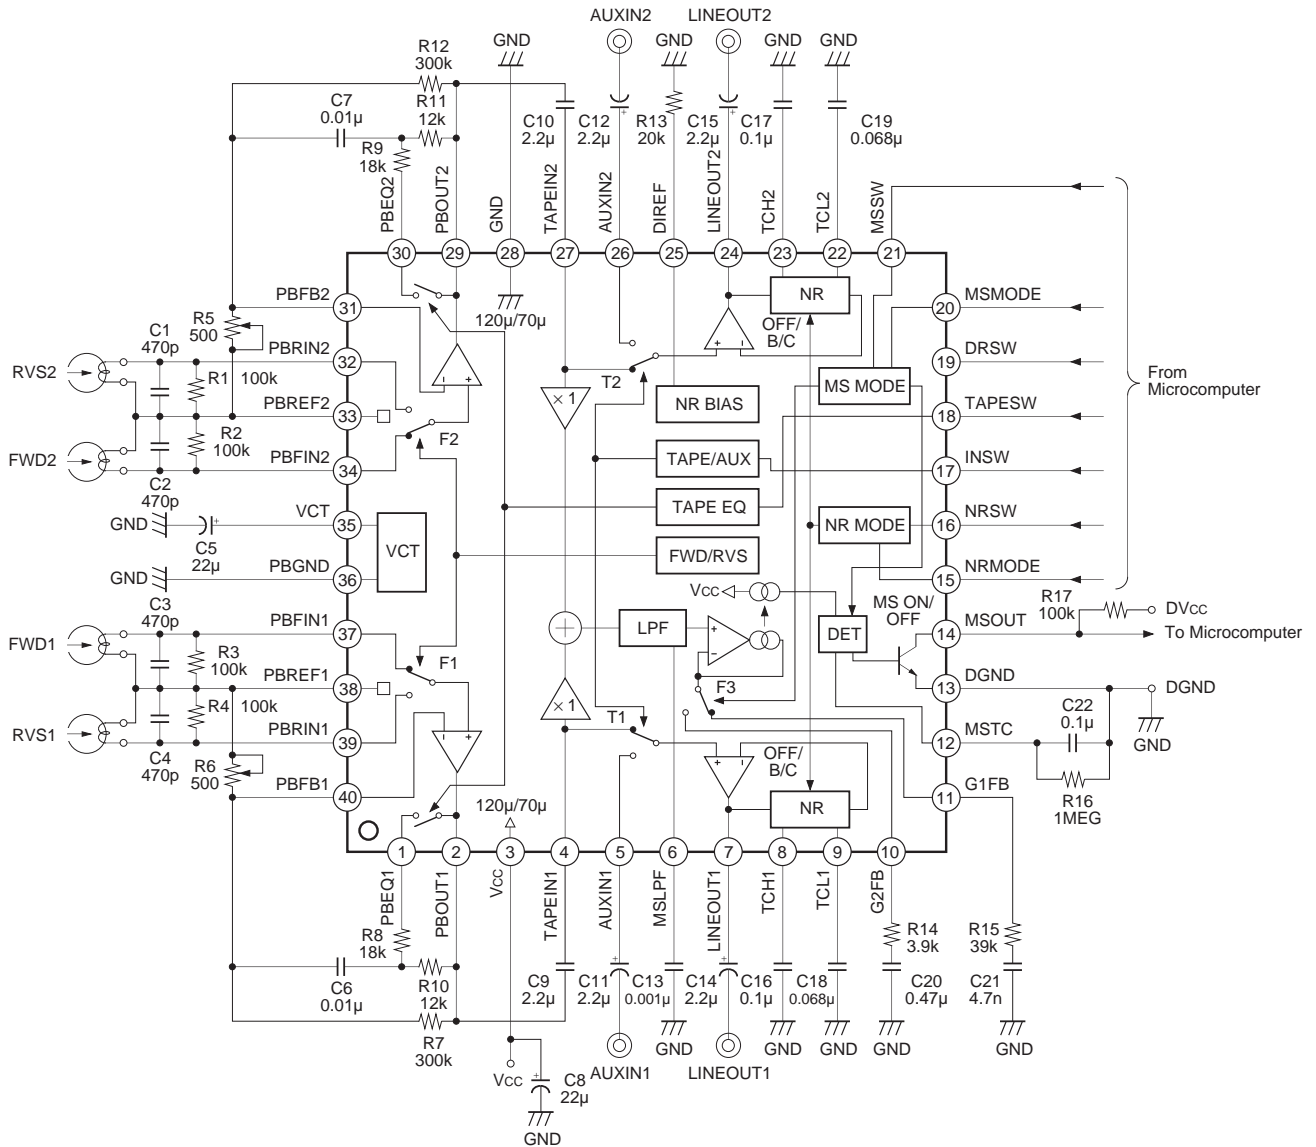 AUXIN2
LINEOUT2
GND
GND
GND
GND
R12
300k
C7
0.01µ
R11
12k
R9
18k
C10
2.2µ
C12
2.2µ
R13
20k
C15
2.2µ
C17
0.1µ
C19
0.068µ
PBEQ2
PBOUT2
GND
TAPEIN2
AUXIN2
DIREF
LINEOUT2
TCH2
TCL2
MSSW
30
29
28
27
26
25
24
23
22
21
PBFB2
31
120µ/70µ
NR
OFF/
B/C
20
MSMODE
R5
500
C1
470p
RVS2
R1
100k
PBRIN2
32
T2
MS MODE
19
DRSW
From
Microcomputer
PBREF2
33
F2
× 1
NR BIAS
18
TAPESW
R2
100k
FWD2
PBFIN2
34
TAPE/AUX
17
INSW
C2
470p
VCT
35
TAPE EQ
NR MODE
16
NRSW
GND
C5
22µ
VCT
PBGND
36
FWD/RVS
15
NRMODE
GND
C3
470p
VCC
MS ON/
OFF
R17
100k
DVCC
FWD1
PBFIN1
37
LPF
+
−
DET
14
MSOUT
To Microcomputer
R3
100k
PBREF1
38
F1
F3
13
DGND
DGND
R4
100k
RVS1
PBRIN1
39
× 1
T1
12
MSTC
C22
0.1µ
GND
C4
470p
R6
500
PBFB1
40
OFF/
B/C
11
G1FB
R16
1MEG
120µ/70µ
NR
1
2
3
4
5
6
7
8
9
10
PBEQ1
PBOUT1
VCC
TAPEIN1
AUXIN1
MSLPF
LINEOUT1
TCH1
TCL1
G2FB
R8
18k
R14
3.9k
R15
39k
C6
0.01µ
R10
12k
C9
2.2µ
C11
2.2µ
C13
0.001µ
C14
2.2µ
C16
0.1µ
C18
0.068µ
C20
0.47µ
C21
4.7n
R7
300k
GND
GND
GND
GND
GND
VCC
C8
22µ
GND
AUXIN1
LINEOUT1